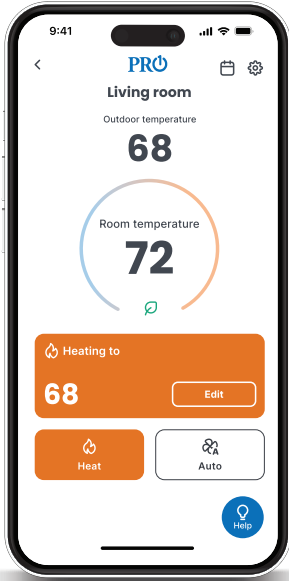 9:41
PRO
Living room
Outdoor temperature
68
Room temperature
72
Heating to
68
Edit
Heat
A
Auto
Help